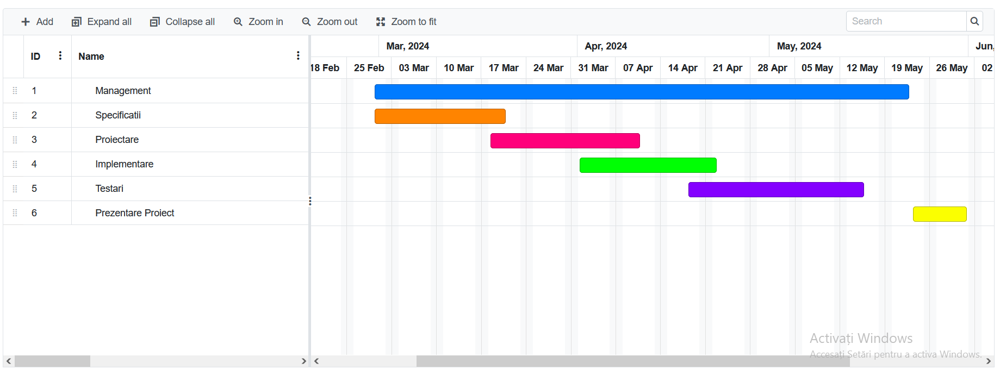 Add Expand all Collapse all Zoom in Zoom out Zoom to fit Search
ID Name
Mar, 2024 Apr, 2024 May, 2024 Jun,
18 Feb 25 Feb 03 Mar 10 Mar 17 Mar 24 Mar 31 Mar 07 Apr 14 Apr 21 Apr 28 Apr 05 May 12 May 19 May 26 May 02
1 Management
2 Specificatii
3 Proiectare
4 Implementare
5 Testari
6 Prezentare Proiect
Activați Windows
Accesați Setări pentru a activa Windows.